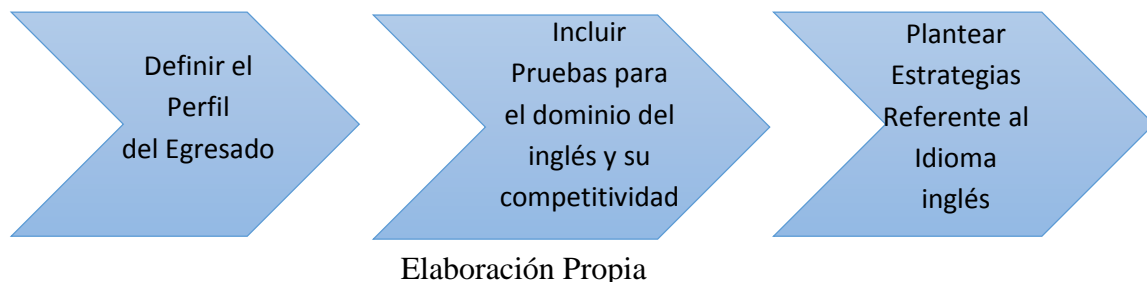 Definir el
Perfil
del Egresado
Incluir
Pruebas para
el dominio del
inglés y su
competitividad
Plantear
Estrategias
Referente al
Idioma
inglés
Elaboración Propia